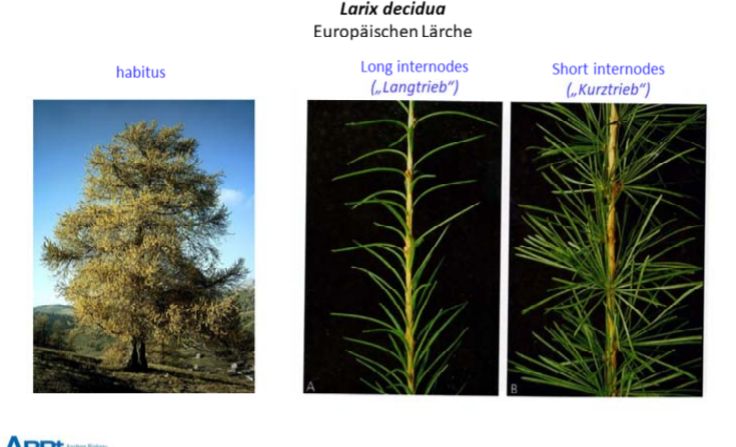 Larix decidua
Europäischen Lärche
habitus
Long internodes
(„Langtrieb“)
Short internodes
(„Kurztrieb“)
A
B